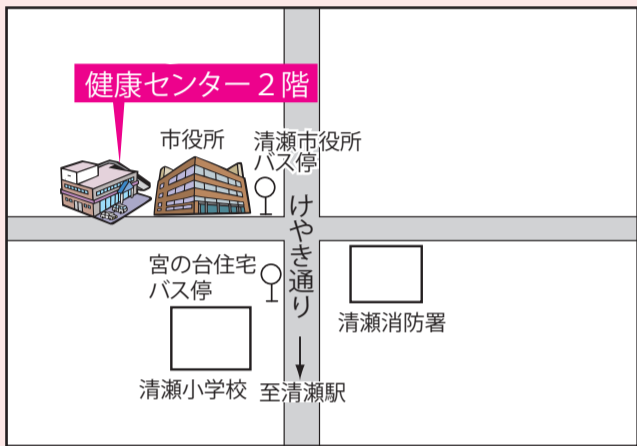 健康センター２階
市役所
清瀬市役所
バス停
けやき通り
宮の台住宅
バス停
清瀬消防署
清瀬小学校
至清瀬駅